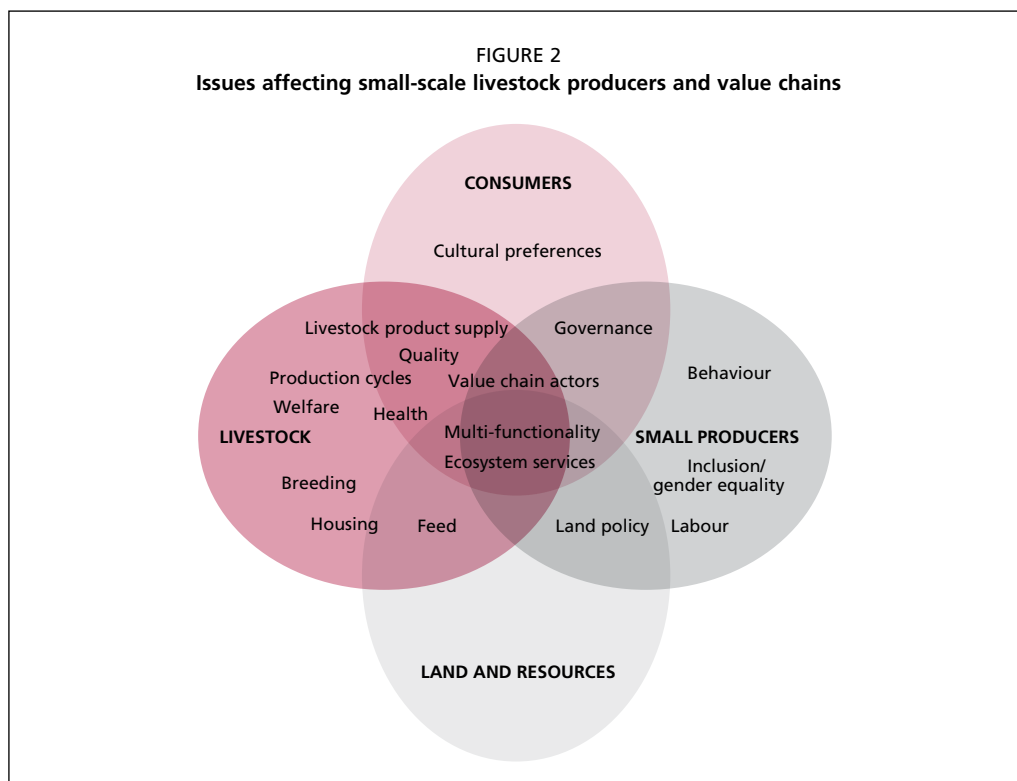 FIGURE 2
Issues affecting small-scale livestock producers and value chains
CONSUMERS
Cultural preferences
Livestock product supply
Governance
Quality
Production cycles
Value chain actors
Behaviour
Welfare
Health
LIVESTOCK
Multi-functionality
SMALL PRODUCERS
Ecosystem services
Inclusion/
gender equality
Breeding
Housing
Feed
Land policy
Labour
LAND AND RESOURCES